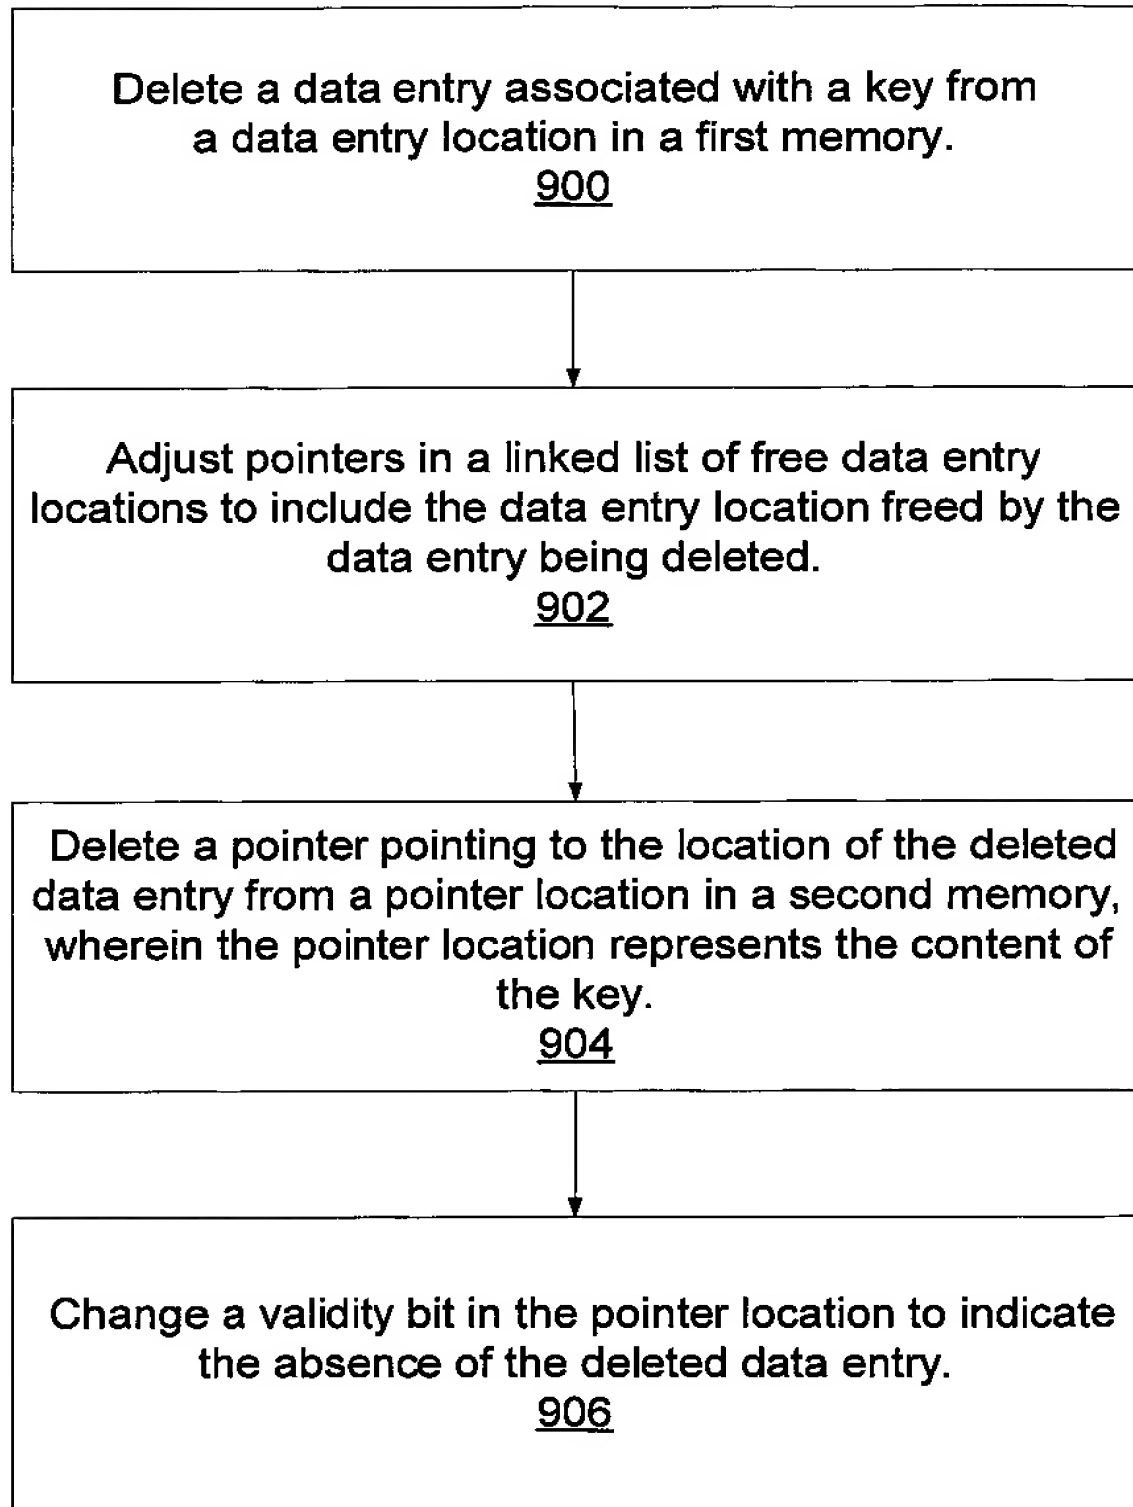 Delete a data entry associated with a key from
a data entry location in a first memory.
900
Adjust pointers in a linked list of free data entry
locations to include the data entry location freed by the
data entry being deleted.
902
Delete a pointer pointing to the location of the deleted
data entry from a pointer location in a second memory,
wherein the pointer location represents the content of
the key.
904
Change a validity bit in the pointer location to indicate
the absence of the deleted data entry.
906